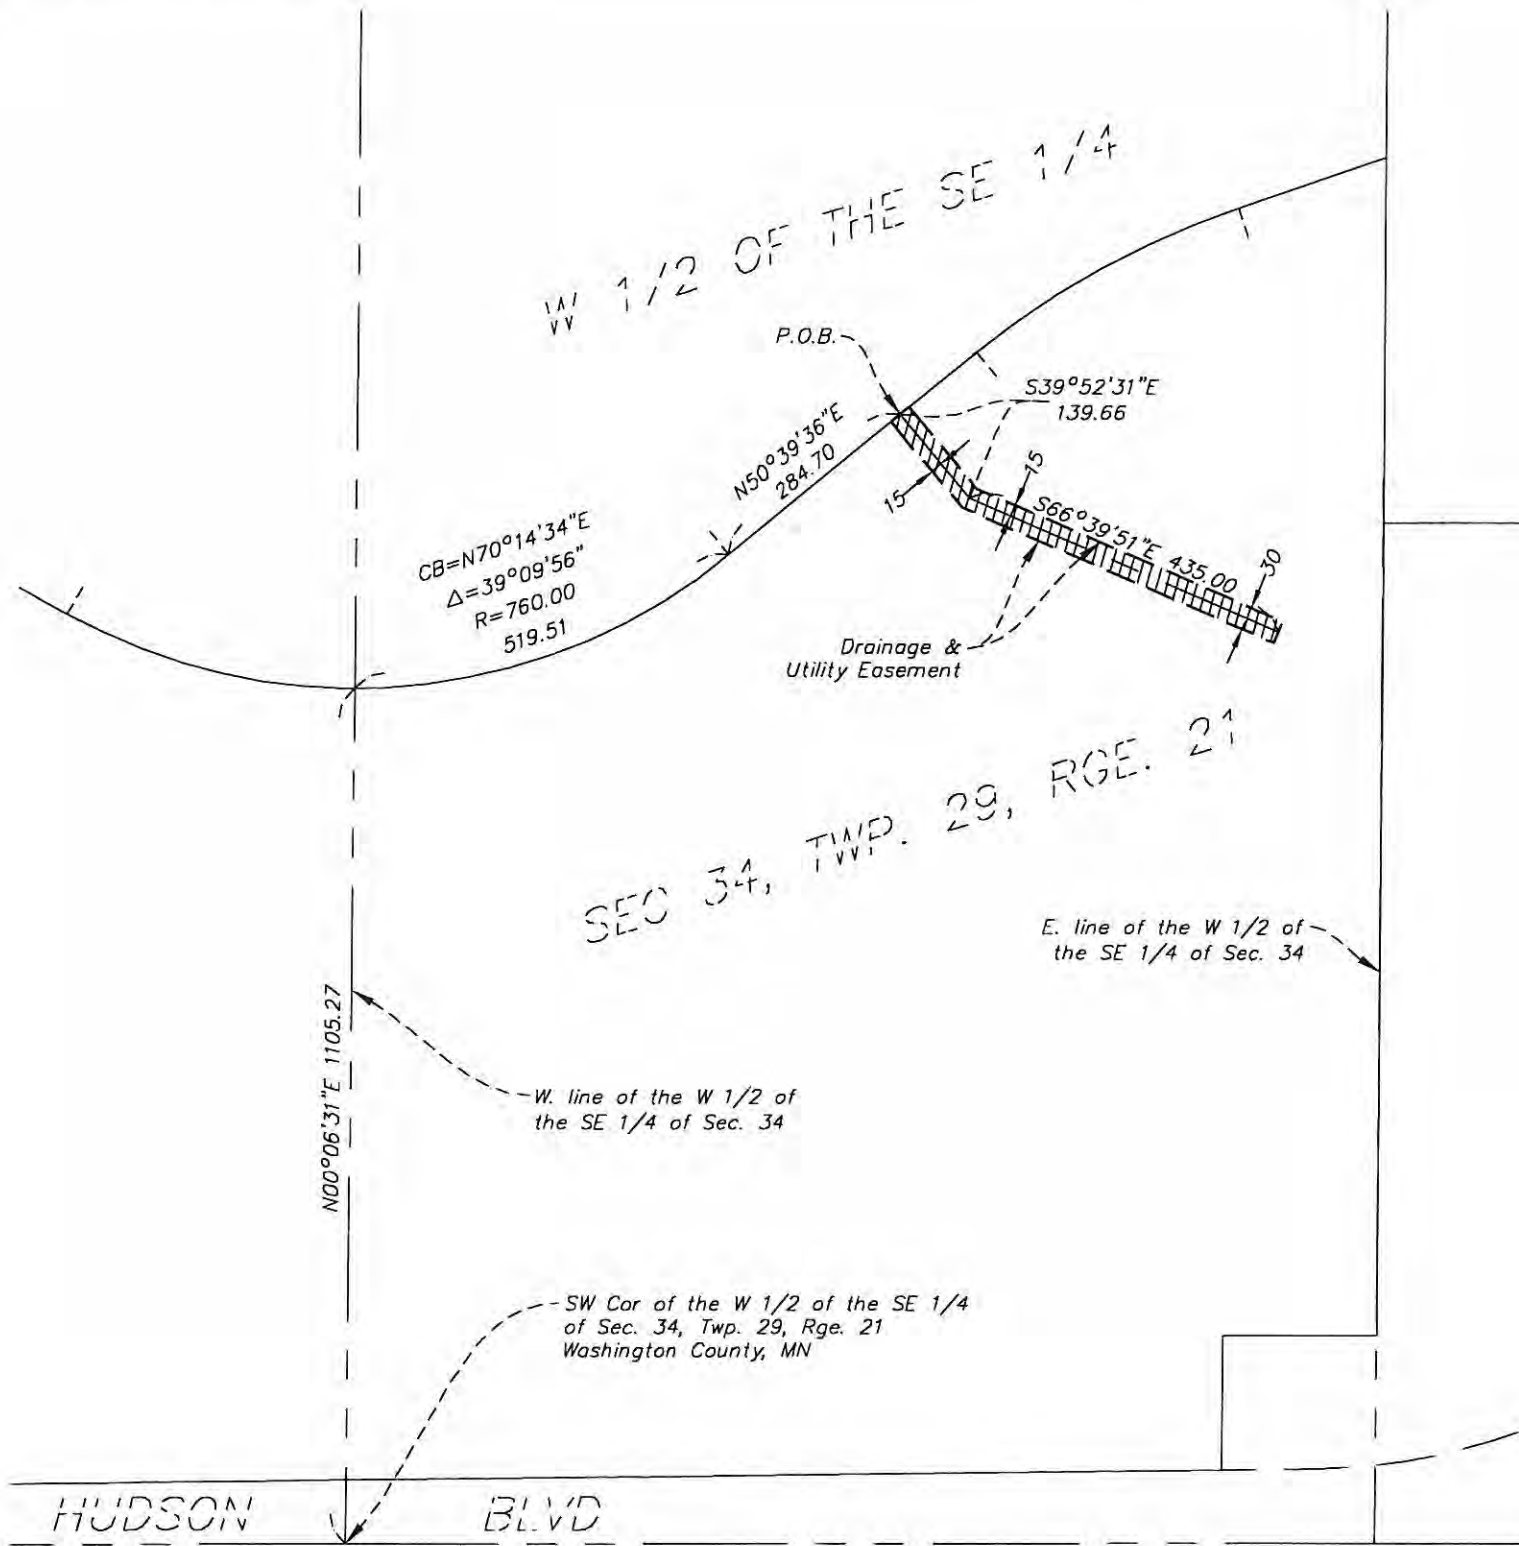 W 1/2 OF THE SE 1/4
P.O.B.
S39°52'31"E
139.66
N50°39'36"E
284.70
15
15
S66°39'51"E 435.00
30
CB=N70°14'34"E
Δ=39°09'56"
R=760.00
519.51
Drainage &
Utility Easement
SEC 34, TWP. 29, RGE. 21
E. line of the W 1/2 of
the SE 1/4 of Sec. 34
N00°06'31"E 1105.27
W. line of the W 1/2 of
the SE 1/4 of Sec. 34
SW Cor of the W 1/2 of the SE 1/4
of Sec. 34, Twp. 29, Rge. 21
Washington County, MN
HUDSON BLVD